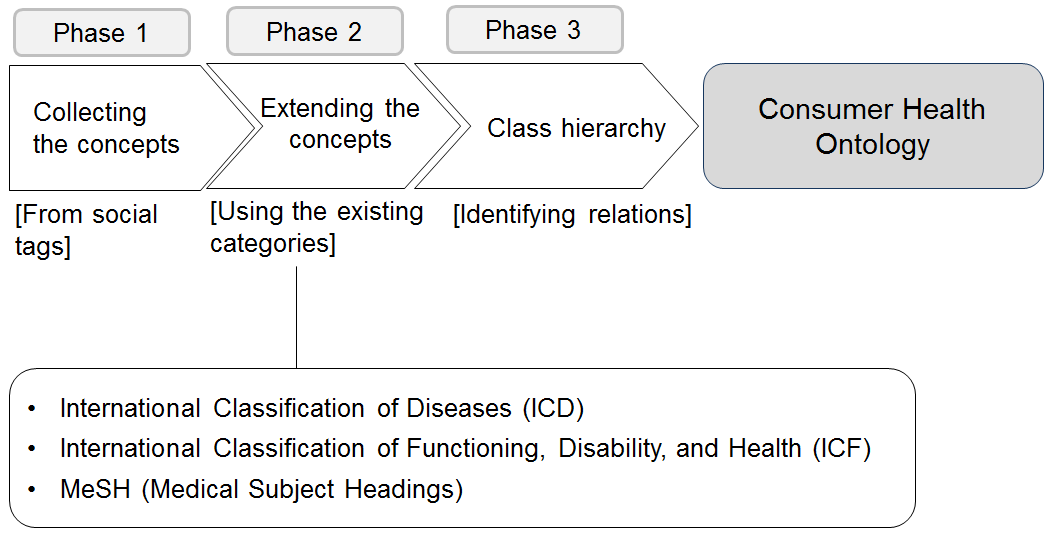 Phase 1
Phase 2
Phase 3
Collecting
the concepts
Extending the
concepts
Class hierarchy
Consumer Health
Ontology
[From social
tags]
[Using the existing
categories]
[Identifying relations]
• International Classification of Diseases (ICD)
• International Classification of Functioning, Disability, and Health (ICF)
• MeSH (Medical Subject Headings)